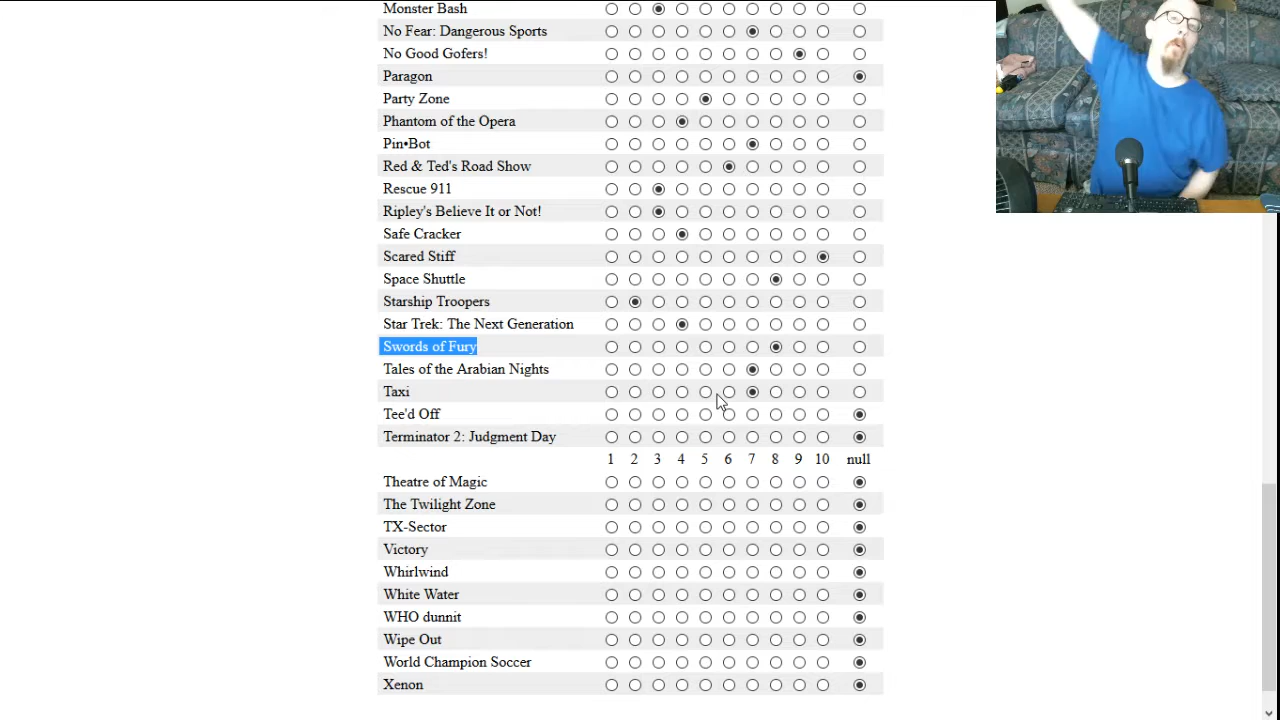 Monster Bash
No Fear: Dangerous Sports
No Good Gofers!
Paragon
Party Zone
Phantom of the Opera
Pin•Bot
Red & Ted's Road Show
Rescue 911
Ripley's Believe It or Not!
Safe Cracker
Scared Stiff
Space Shuttle
Starship Troopers
Star Trek: The Next Generation
Swords of Fury
Tales of the Arabian Nights
Taxi
Tee'd Off
Terminator 2: Judgment Day
1 2 3 4 5 6 7 8 9 10 null
Theatre of Magic
The Twilight Zone
TX-Sector
Victory
Whirlwind
White Water
WHO dunnit
Wipe Out
World Champion Soccer
Xenon